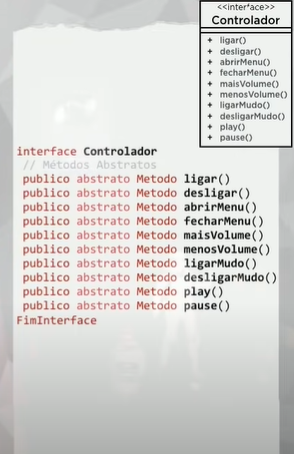 <<interface>>
Controlador
+ ligar()
+ desligar()
+ abrirMenu()
+ fecharMenu()
+ maisVolume()
+ menosVolume()
+ ligarMudo()
+ desligarMudo()
+ play()
+ pause()
interface Controlador
// Métodos Abstratos
publico abstrato Metodo ligar()
publico abstrato Metodo desligar()
publico abstrato Metodo abrirMenu()
publico abstrato Metodo fecharMenu()
publico abstrato Metodo maisVolume()
publico abstrato Metodo menosVolume()
publico abstrato Metodo ligarMudo()
publico abstrato Metodo desligarMudo()
publico abstrato Metodo play()
publico abstrato Metodo pause()
FimInterface